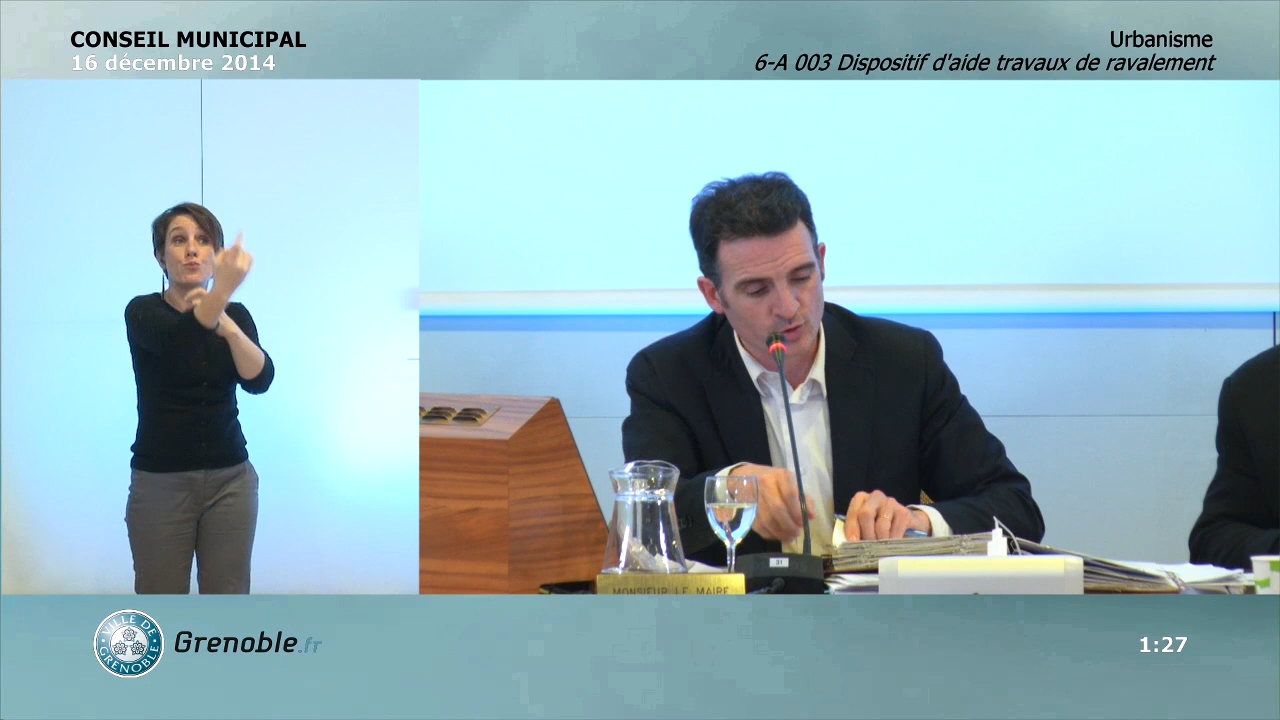 CONSEIL MUNICIPAL
16 décembre 2014
Urbanisme
6-A 003 Dispositif d'aide travaux de ravalement
31
MONSIEUR LE MAIRE
VILLE DE GRENOBLE
Grenoble.fr
1:27